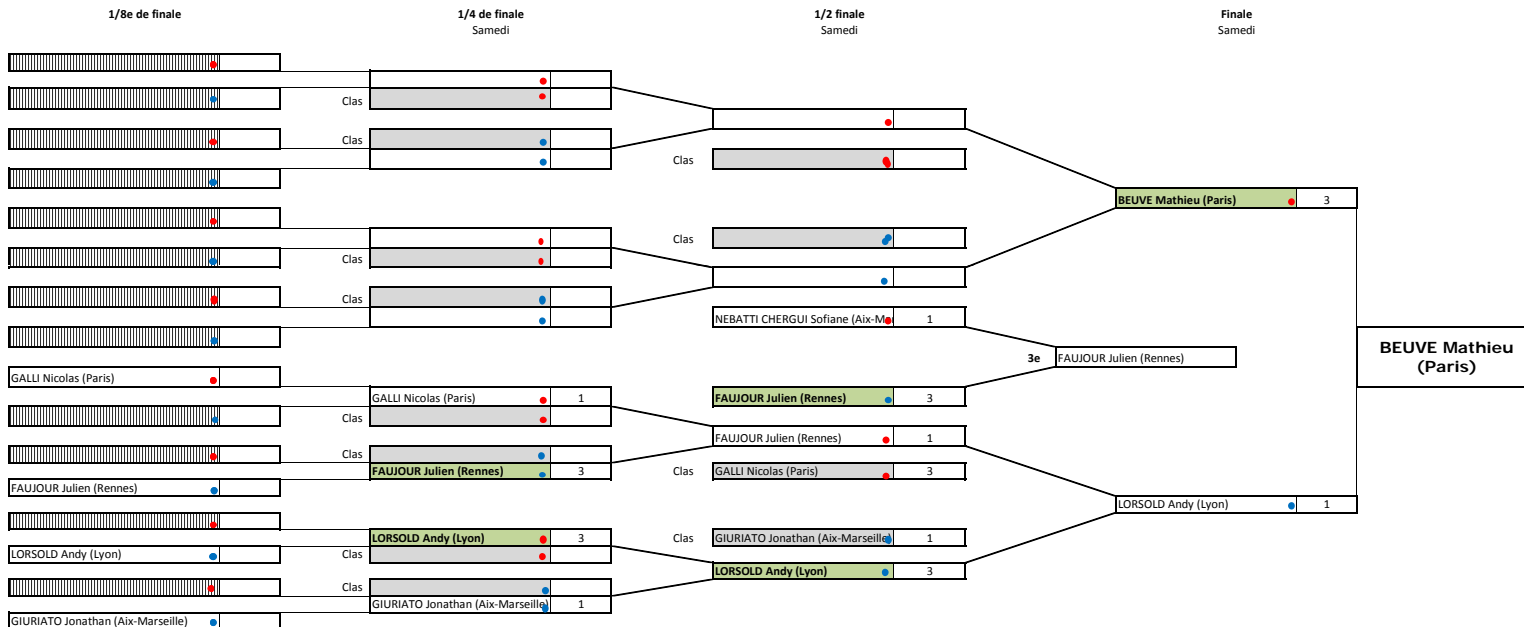 1/8e de finale 1/4 de finale 1/2 finale Finale
Samedi Samedi Samedi
Clas
Clas
Clas
BEUVE Mathieu (Paris) 3
Clas
Clas
Clas
NEBATTI CHERGUI Sofiane (Aix-Ma 1
BEUVE Mathieu
(Paris)
3e FAUJOUR Julien (Rennes)
GALLI Nicolas (Paris)
GALLI Nicolas (Paris) 1 FAUJOUR Julien (Rennes) 3
Clas
FAUJOUR Julien (Rennes) 1
Clas
FAUJOUR Julien (Rennes) 3 Clas GALLI Nicolas (Paris) 3
FAUJOUR Julien (Rennes)
LORSOLD Andy (Lyon) 1
LORSOLD Andy (Lyon) 3 Clas GIURIATO Jonathan (Aix-Marseille) 1
LORSOLD Andy (Lyon) Clas
LORSOLD Andy (Lyon) 3
Clas
GIURIATO Jonathan (Aix-Marseille) 1
GIURIATO Jonathan (Aix-Marseille)